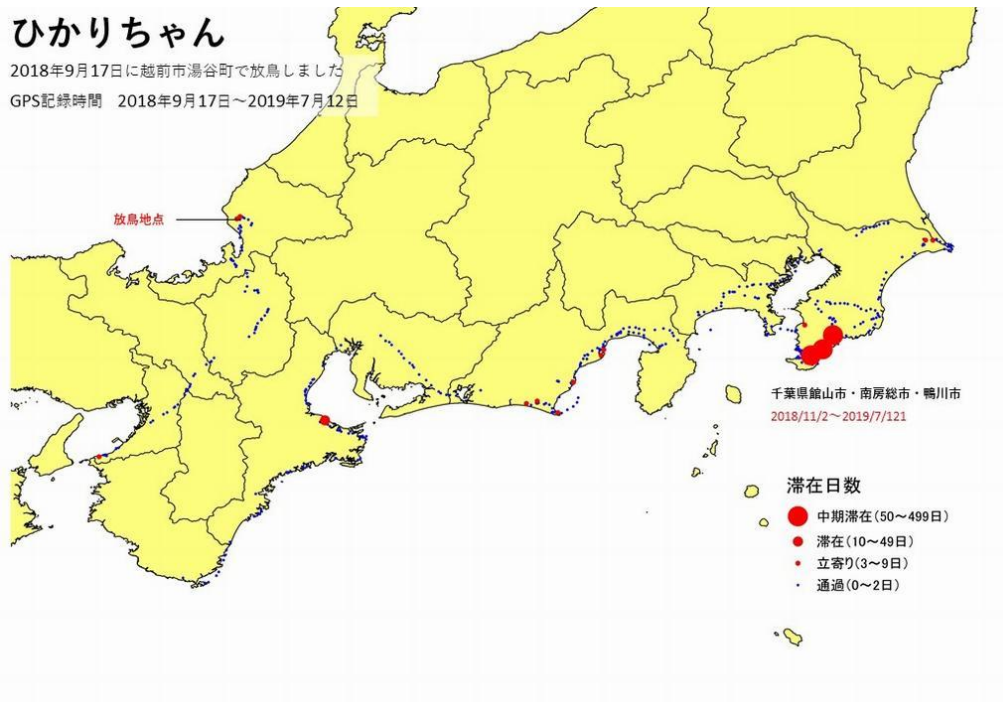 ひかりちゃん
2018年9月17日に越前市湯谷町で放鳥しました
GPS記録時間 2018年9月17日～2019年7月12日
放鳥地点
千葉県館山市・南房総市・鴨川市
2018/11/2～2019/7/121
滞在日数
中期滞在(50～499日)
滞在(10～49日)
立寄り(3～9日)
通過(0～2日)